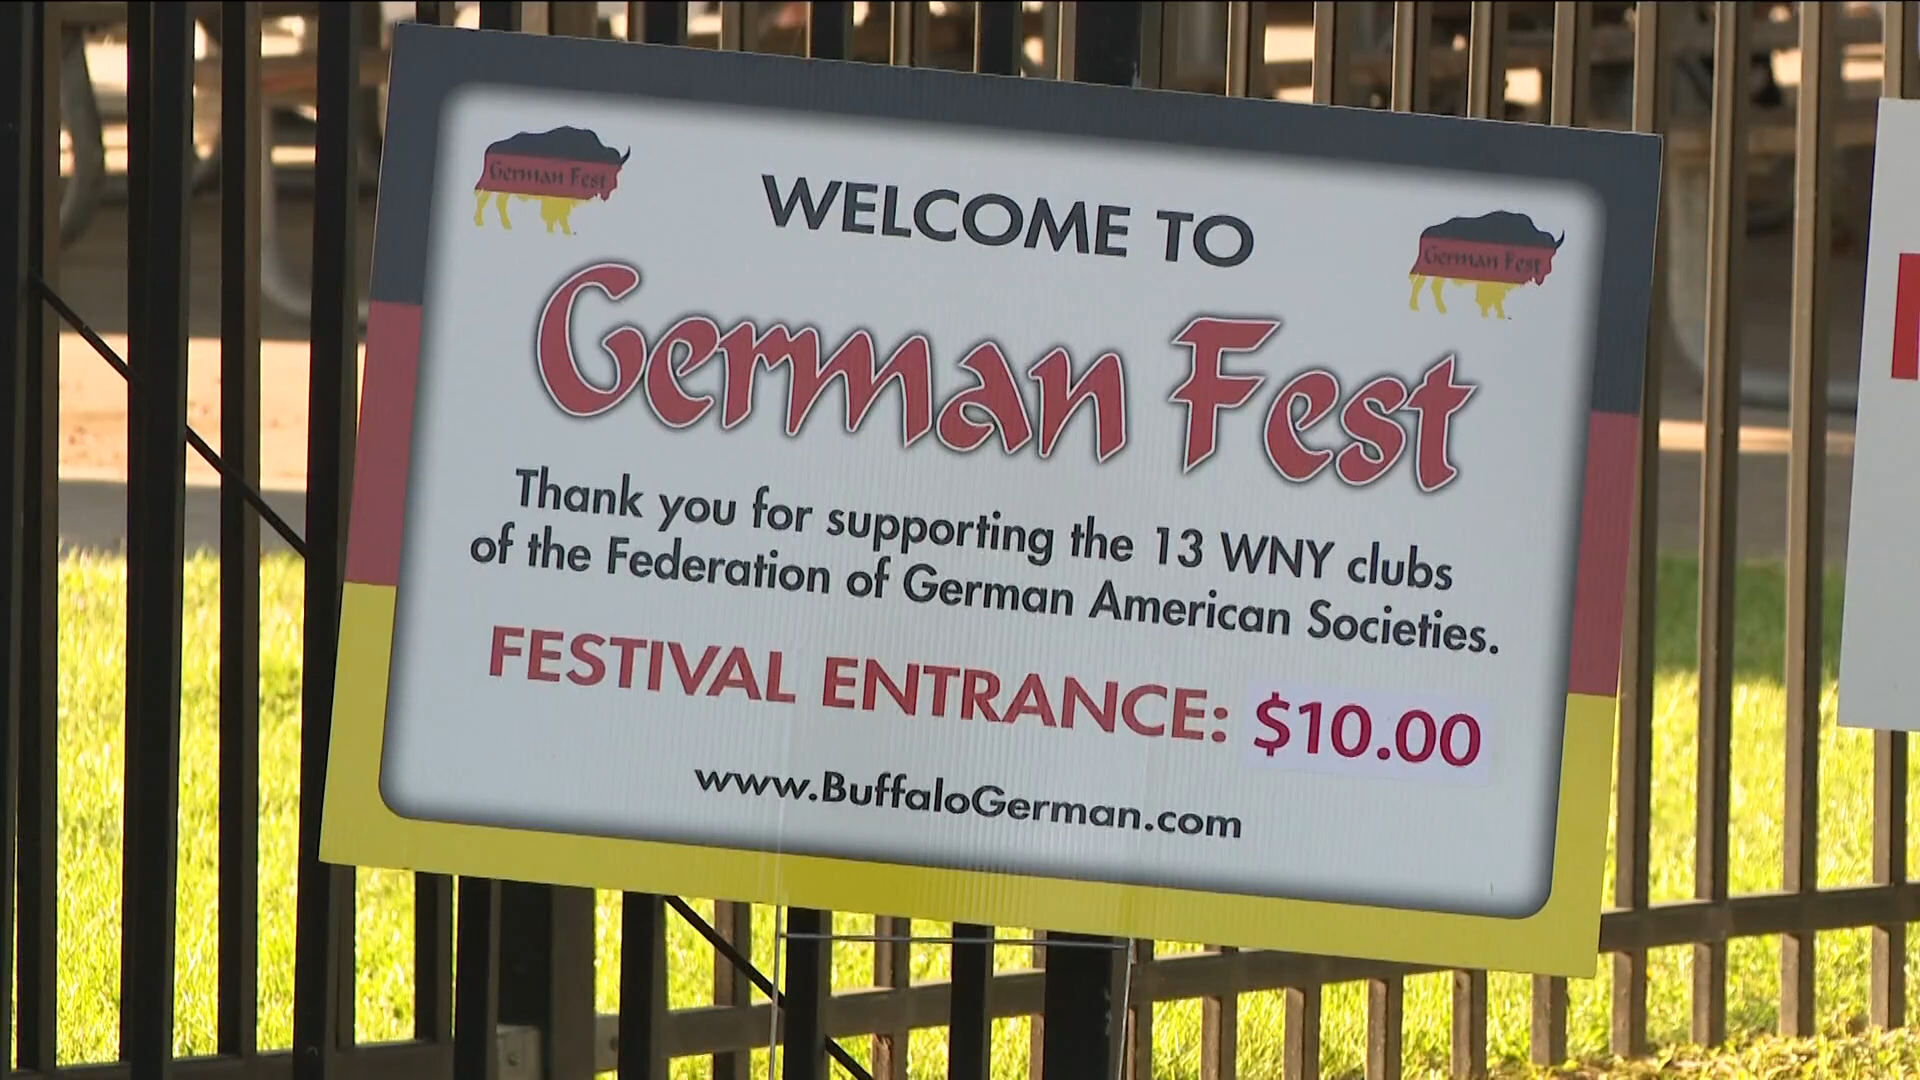 German Fest
German Fest
WELCOME TO
German Fest
Thank you for supporting the 13 WNY clubs
of the Federation of German American Societies.
FESTIVAL ENTRANCE: $10.00
www.BuffaloGerman.com